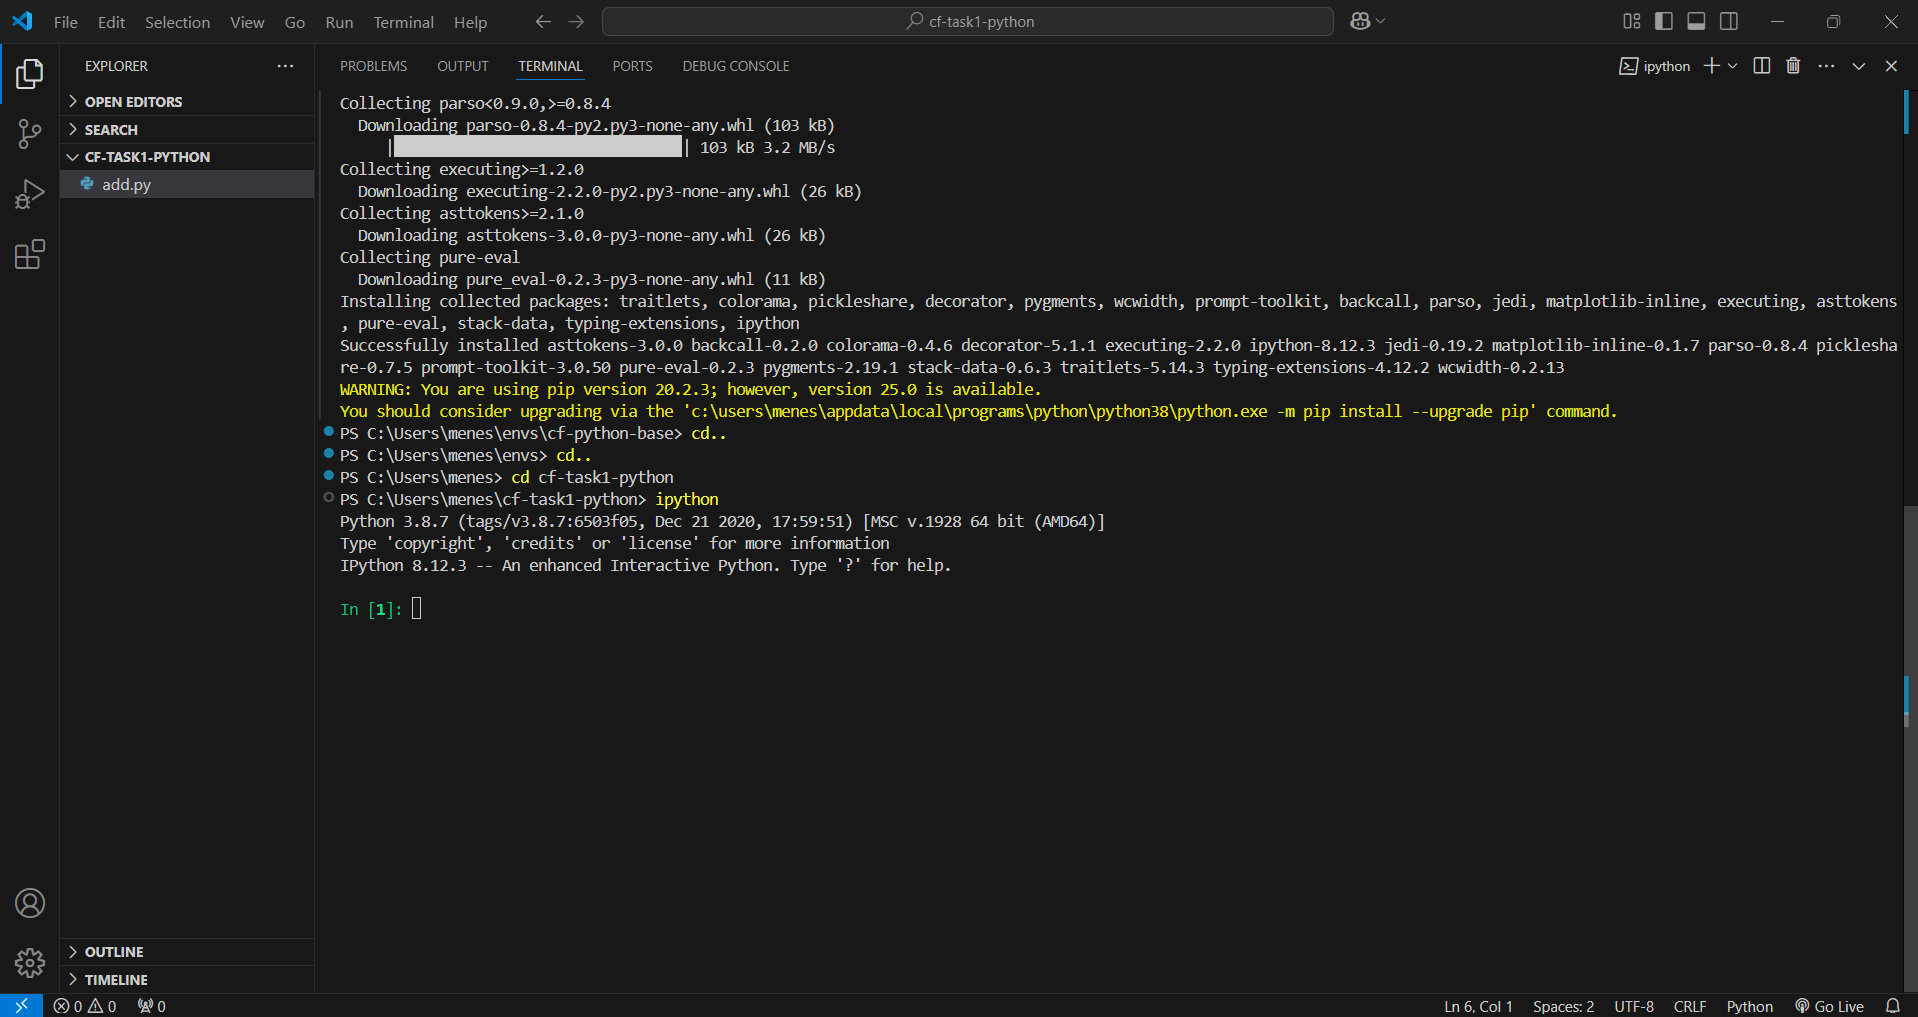 File Edit Selection View Go Run Terminal Help
cf-task1-python
EXPLORER
OPEN EDITORS
SEARCH
CF-TASK1-PYTHON
add.py
OUTLINE
TIMELINE
PROBLEMS OUTPUT TERMINAL PORTS DEBUG CONSOLE
ipython
Collecting parso<0.9.0,>=0.8.4
Downloading parso-0.8.4-py2.py3-none-any.whl (103 kB)
| | 103 kB 3.2 MB/s
Collecting executing>=1.2.0
Downloading executing-2.2.0-py2.py3-none-any.whl (26 kB)
Collecting asttokens>=2.1.0
Downloading asttokens-3.0.0-py3-none-any.whl (26 kB)
Collecting pure-eval
Downloading pure_eval-0.2.3-py3-none-any.whl (11 kB)
Installing collected packages: traitlets, colorama, pickleshare, decorator, pygments, wcwidth, prompt-toolkit, backcall, parso, jedi, matplotlib-inline, executing, asttokens
, pure-eval, stack-data, typing-extensions, ipython
Successfully installed asttokens-3.0.0 backcall-0.2.0 colorama-0.4.6 decorator-5.1.1 executing-2.2.0 ipython-8.12.3 jedi-0.19.2 matplotlib-inline-0.1.7 parso-0.8.4 picklesha
re-0.7.5 prompt-toolkit-3.0.50 pure-eval-0.2.3 pygments-2.19.1 stack-data-0.6.3 traitlets-5.14.3 typing-extensions-4.12.2 wcwidth-0.2.13
WARNING: You are using pip version 20.2.3; however, version 25.0 is available.
You should consider upgrading via the 'c:\users\menes\appdata\local\programs\python\python38\python.exe -m pip install --upgrade pip' command.
PS C:\Users\menes\envs\cf-python-base> cd..
PS C:\Users\menes\envs> cd..
PS C:\Users\menes> cd cf-task1-python
PS C:\Users\menes\cf-task1-python> ipython
Python 3.8.7 (tags/v3.8.7:6503f05, Dec 21 2020, 17:59:51) [MSC v.1928 64 bit (AMD64)]
Type 'copyright', 'credits' or 'license' for more information
IPython 8.12.3 -- An enhanced Interactive Python. Type '?' for help.
In [1]:
0 0 0
Ln 6, Col 1 Spaces: 2 UTF-8 CRLF Python Go Live